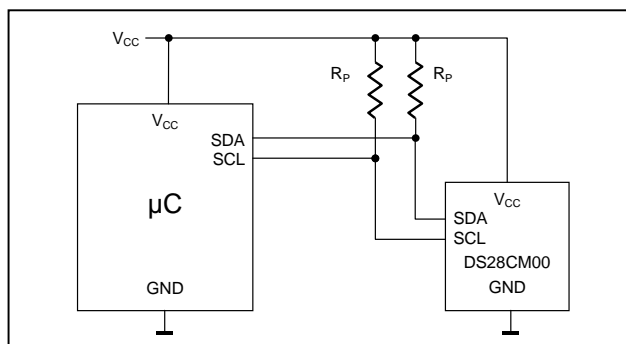 VCC
RP RP
VCC
SDA
SCL
µC
VCC
SDA
SCL
DS28CM00
GND
GND